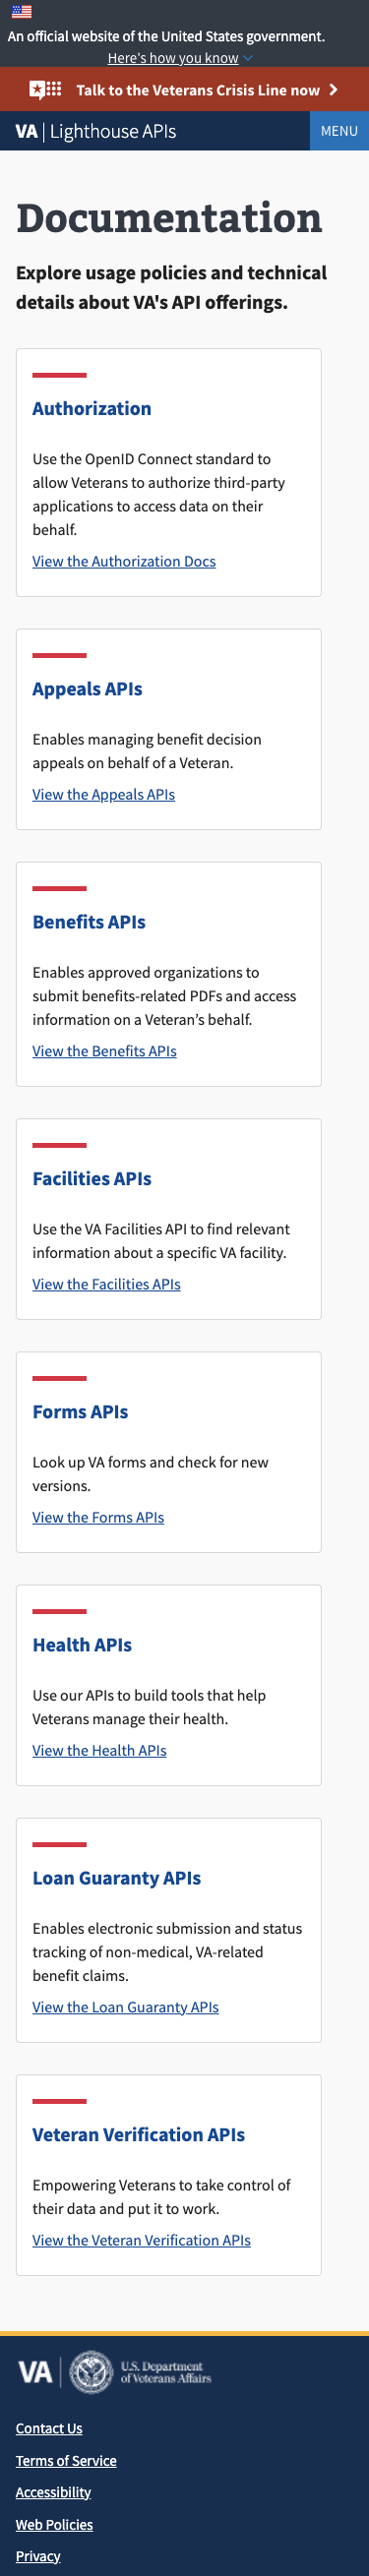 An official website of the United States government.
Here's how you know
Talk to the Veterans Crisis Line now
VA | Lighthouse APIs
MENU
Documentation
Explore usage policies and technical
details about VA's API offerings.
Authorization
Use the OpenID Connect standard to
allow Veterans to authorize third-party
applications to access data on their
behalf.
View the Authorization Docs
Appeals APIs
Enables managing benefit decision
appeals on behalf of a Veteran.
View the Appeals APIs
Benefits APIs
Enables approved organizations to
submit benefits-related PDFs and access
information on a Veteran’s behalf.
View the Benefits APIs
Facilities APIs
Use the VA Facilities API to find relevant
information about a specific VA facility.
View the Facilities APIs
Forms APIs
Look up VA forms and check for new
versions.
View the Forms APIs
Health APIs
Use our APIs to build tools that help
Veterans manage their health.
View the Health APIs
Loan Guaranty APIs
Enables electronic submission and status
tracking of non-medical, VA-related
benefit claims.
View the Loan Guaranty APIs
Veteran Verification APIs
Empowering Veterans to take control of
their data and put it to work.
View the Veteran Verification APIs
VA
U.S. Department
of Veterans Affairs
Contact Us
Terms of Service
Accessibility
Web Policies
Privacy